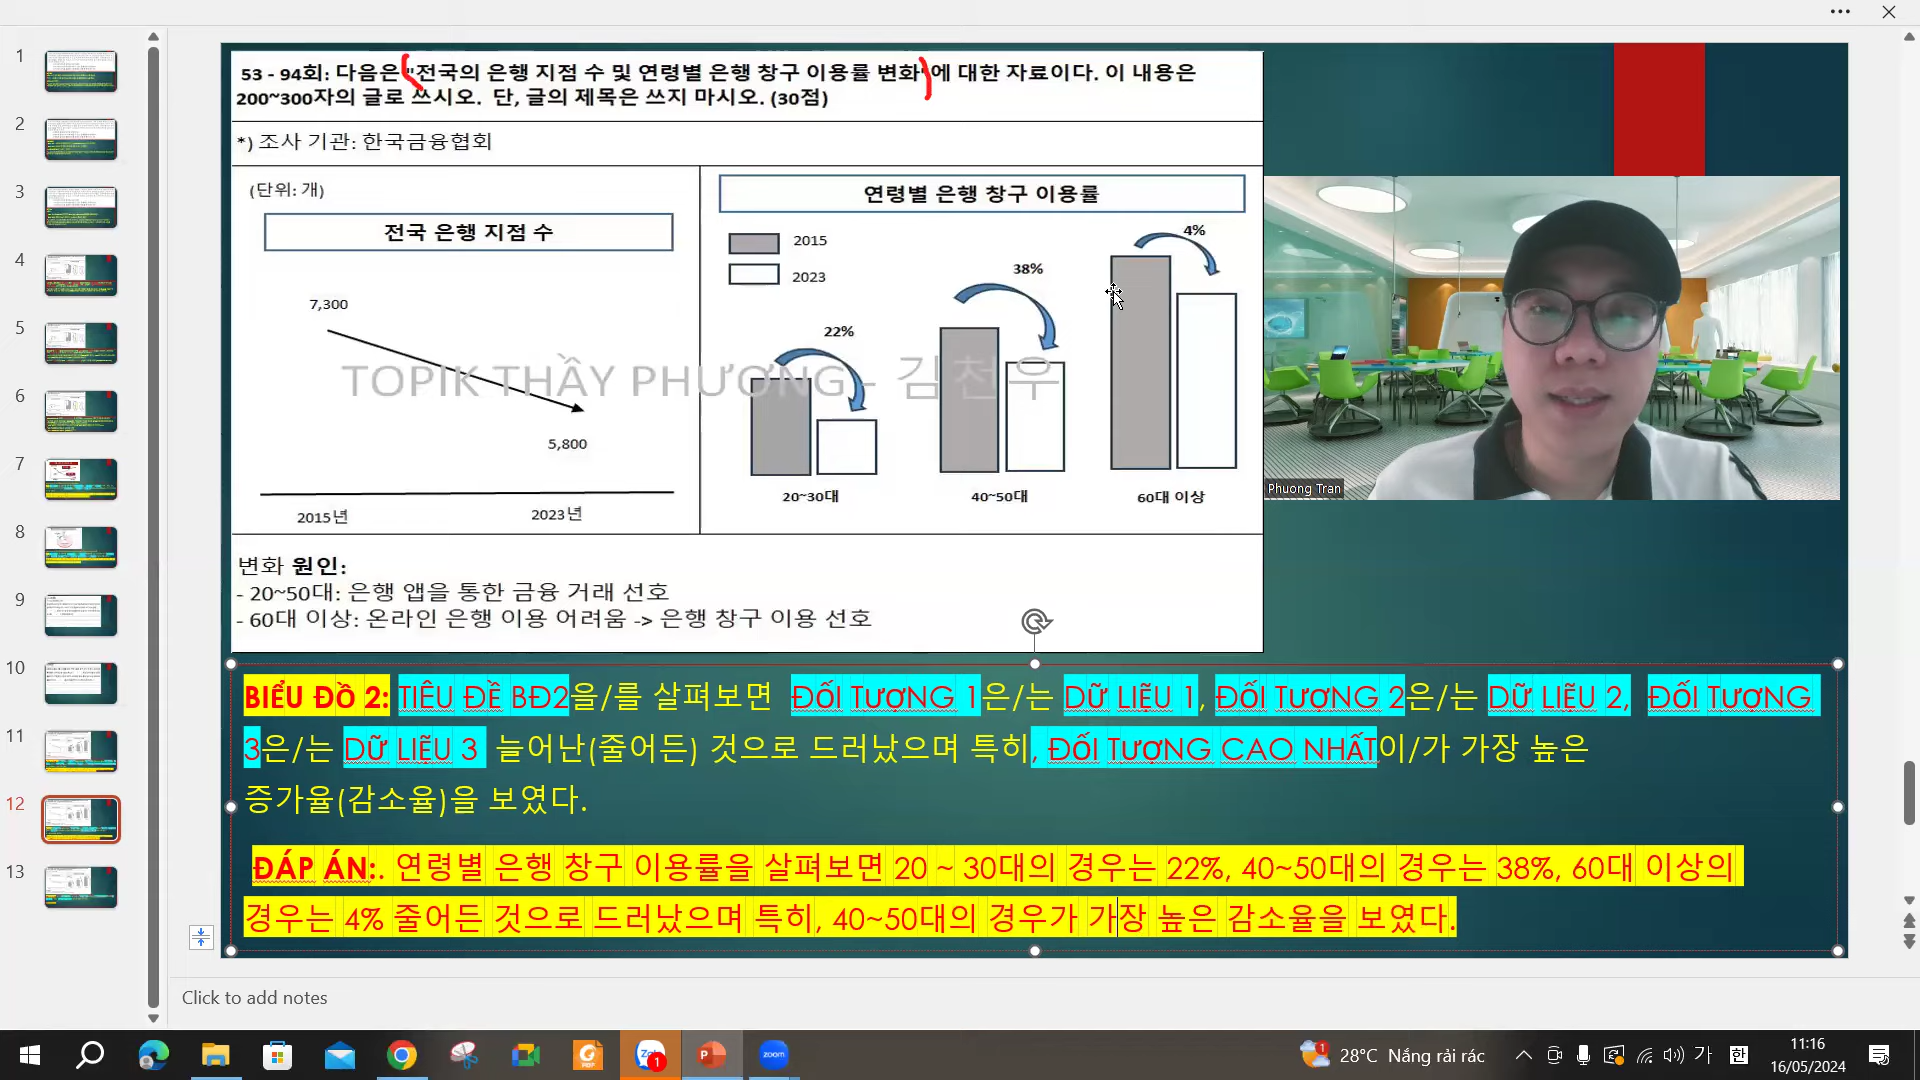 53 - 94회: 다음은 "전국의 은행 지점 수 및 연령별 은행 창구 이용률 변화"에 대한 자료이다. 이 내용은
200~300자의 글로 쓰시오. 단, 글의 제목은 쓰지 마시오. (30점)
*) 조사 기관: 한국금융협회
(단위: 개)
전국 은행 지점 수
7,300
5,800
2015년
2023년
연령별 은행 창구 이용률
2015
2023
22%
38%
4%
20~30대
40~50대
60대 이상
TOPIK THẦY PHƯƠNG - 김천우
변화 원인:
- 20~50대: 은행 앱을 통한 금융 거래 선호
- 60대 이상: 온라인 은행 이용 어려움 -> 은행 창구 이용 선호
Phuong Tran
BIỂU ĐỒ 2: TIÊU ĐỀ BĐ2을/를 살펴보면 ĐỐI TƯỢNG 1은/는 DỮ LIỆU 1, ĐỐI TƯỢNG 2은/는 DỮ LIỆU 2, ĐỐI TƯỢNG
3은/는 DỮ LIỆU 3 늘어난(줄어든) 것으로 드러났으며 특히, ĐỐI TƯỢNG CAO NHẤT이/가 가장 높은
증가율(감소율)을 보였다.
ĐÁP ÁN:. 연령별 은행 창구 이용률을 살펴보면 20 ~ 30대의 경우는 22%, 40~50대의 경우는 38%, 60대 이상의
경우는 4% 줄어든 것으로 드러났으며 특히, 40~50대의 경우가 가장 높은 감소율을 보였다.
1
2
3
4
5
6
7
8
9
10
11
12
13
Click to add notes
28°C Nắng rải rác
가
한
11:16
16/05/2024